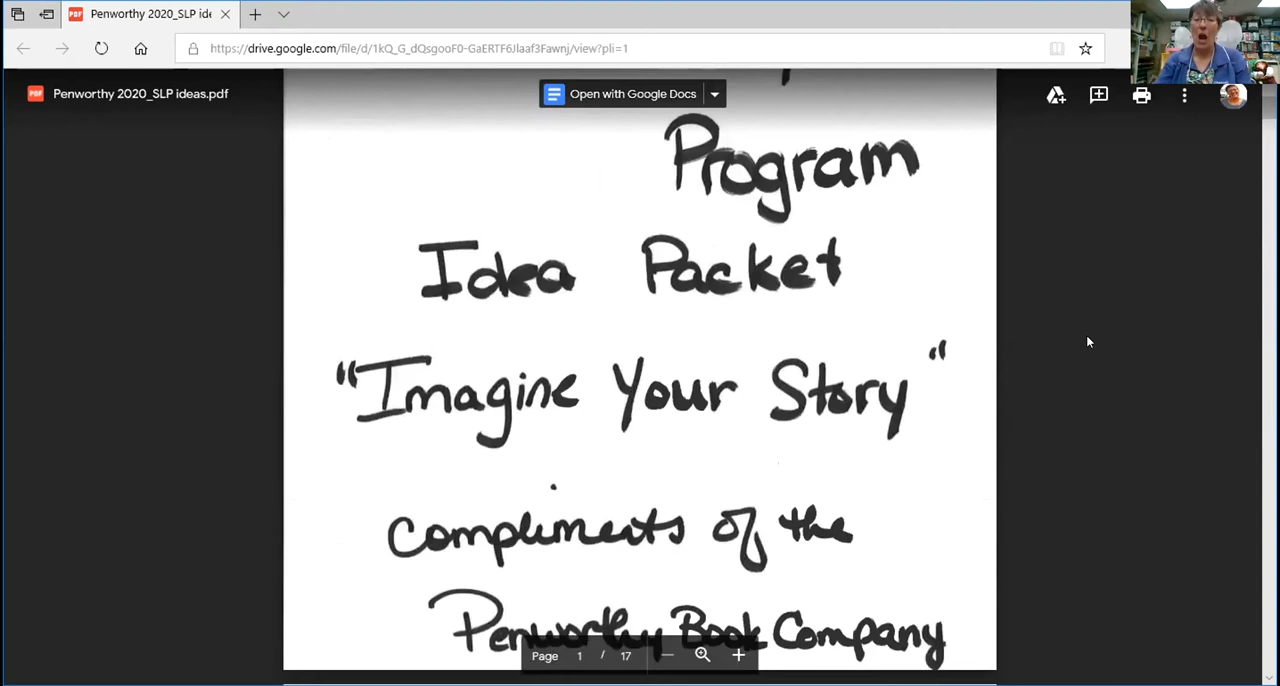 Penworthy 2020_SLP ide
https://drive.google.com/file/d/1kQ_G_dQsgooF0-GaERTF6Jlaaf3Fawnj/view?pli=1
PDF Penworthy 2020_SLP ideas.pdf
Open with Google Docs
Program
Idea Packet
"Imagine Your Story"
compliments of the
Penworthy Book Company
Page 1 / 17